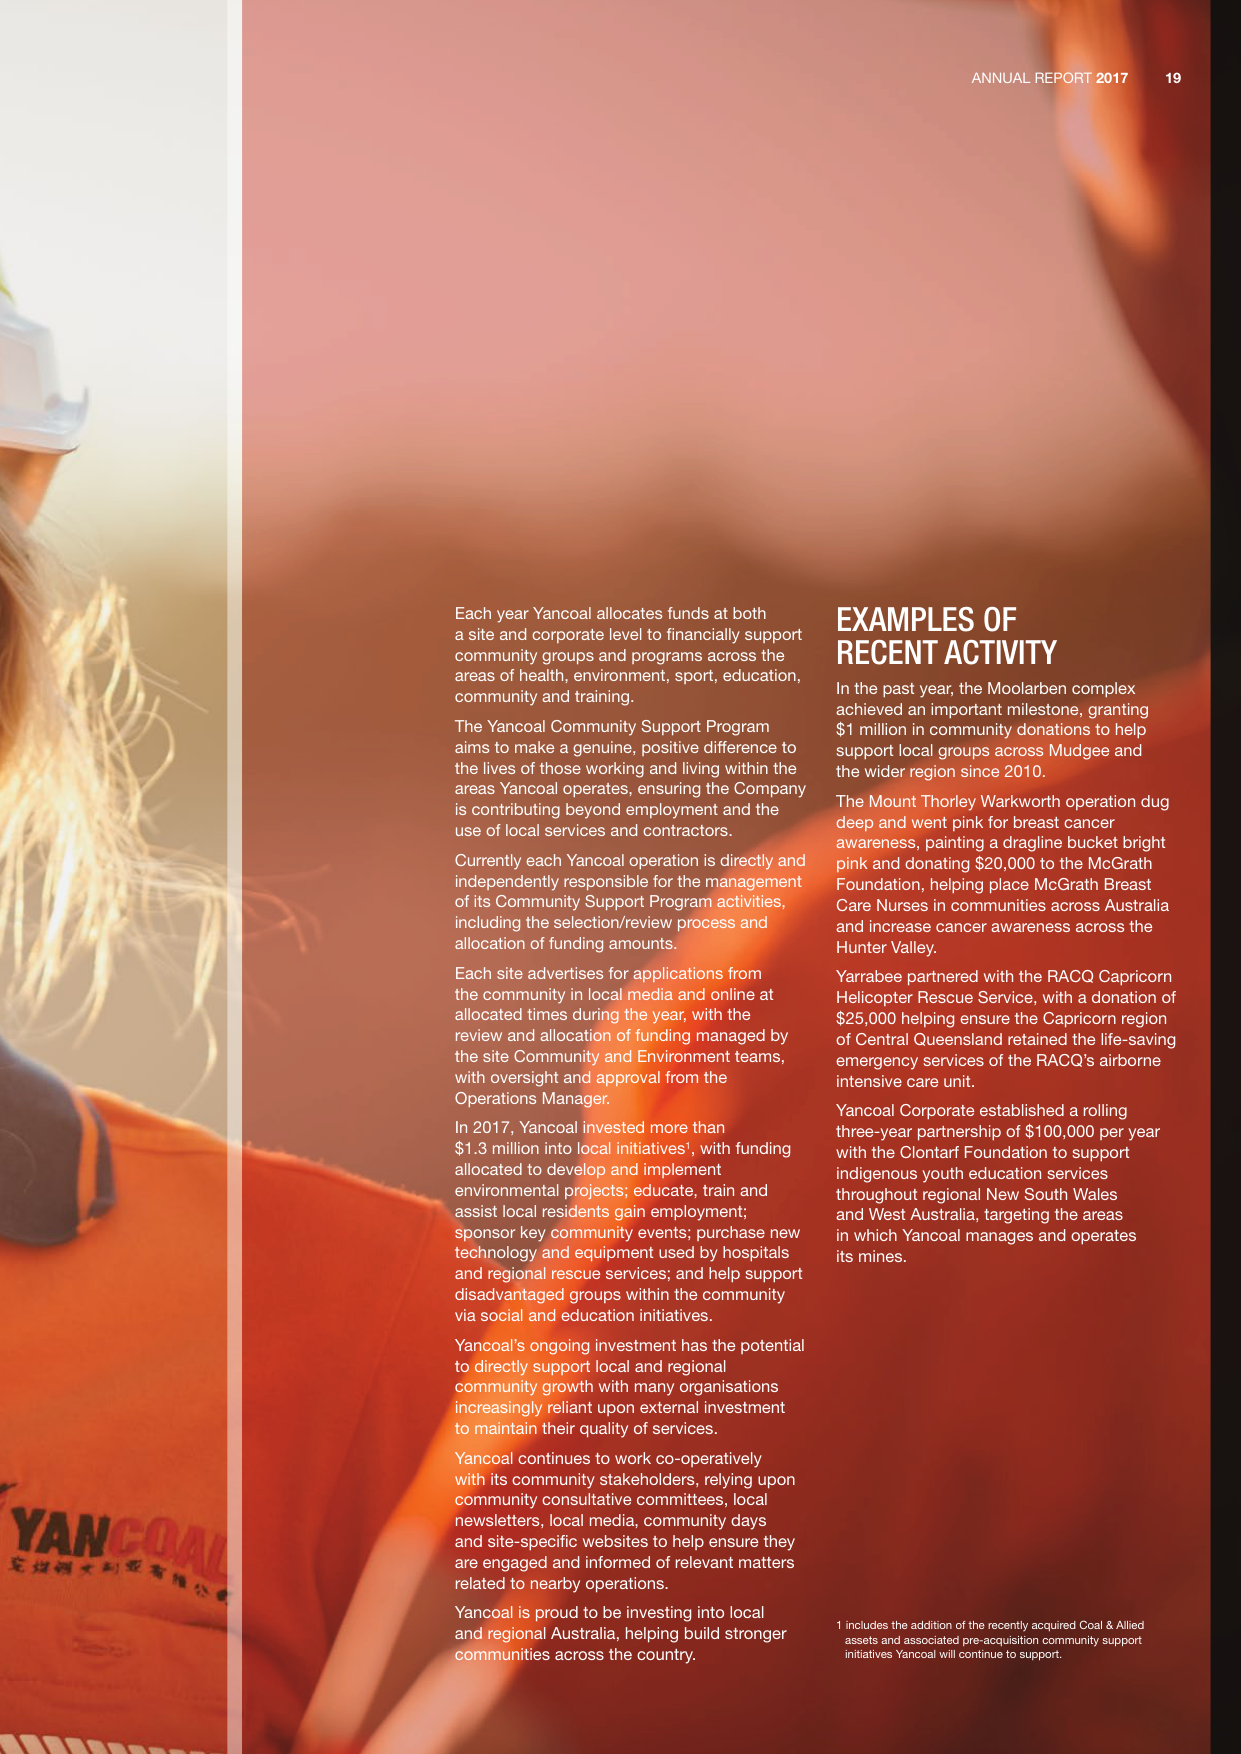 ANNUAL REPORT 2017 19
Each year Yancoal allocates funds at both
a site and corporate level to financially support
community groups and programs across the
areas of health, environment, sport, education,
community and training.
The Yancoal Community Support Program
aims to make a genuine, positive difference to
the lives of those working and living within the
areas Yancoal operates, ensuring the Company
is contributing beyond employment and the
use of local services and contractors.
Currently each Yancoal operation is directly and
independently responsible for the management
of its Community Support Program activities,
including the selection/review process and
allocation of funding amounts.
Each site advertises for applications from
the community in local media and online at
allocated times during the year, with the
review and allocation of funding managed by
the site Community and Environment teams,
with oversight and approval from the
Operations Manager.
In 2017, Yancoal invested more than
$1.3 million into local initiatives¹, with funding
allocated to develop and implement
environmental projects; educate, train and
assist local residents gain employment;
sponsor key community events; purchase new
technology and equipment used by hospitals
and regional rescue services; and help support
disadvantaged groups within the community
via social and education initiatives.
Yancoal's ongoing investment has the potential
to directly support local and regional
community growth with many organisations
increasingly reliant upon external investment
to maintain their quality of services.
Yancoal continues to work co-operatively
with its community stakeholders, relying upon
community consultative committees, local
newsletters, local media, community days
and site-specific websites to help ensure they
are engaged and informed of relevant matters
related to nearby operations.
Yancoal is proud to be investing into local
and regional Australia, helping build stronger
communities across the country.
EXAMPLES OF
RECENT ACTIVITY
In the past year, the Moolarben complex
achieved an important milestone, granting
$1 million in community donations to help
support local groups across Mudgee and
the wider region since 2010.
The Mount Thorley Warkworth operation dug
deep and went pink for breast cancer
awareness, painting a dragline bucket bright
pink and donating $20,000 to the McGrath
Foundation, helping place McGrath Breast
Care Nurses in communities across Australia
and increase cancer awareness across the
Hunter Valley.
Yarrabee partnered with the RACQ Capricorn
Helicopter Rescue Service, with a donation of
$25,000 helping ensure the Capricorn region
of Central Queensland retained the life-saving
emergency services of the RACQ's airborne
intensive care unit.
Yancoal Corporate established a rolling
three-year partnership of $100,000 per year
with the Clontarf Foundation to support
indigenous youth education services
throughout regional New South Wales
and West Australia, targeting the areas
in which Yancoal manages and operates
its mines.
1 includes the addition of the recently acquired Coal & Allied
assets and associated pre-acquisition community support
initiatives Yancoal will continue to support.
YANCOAL